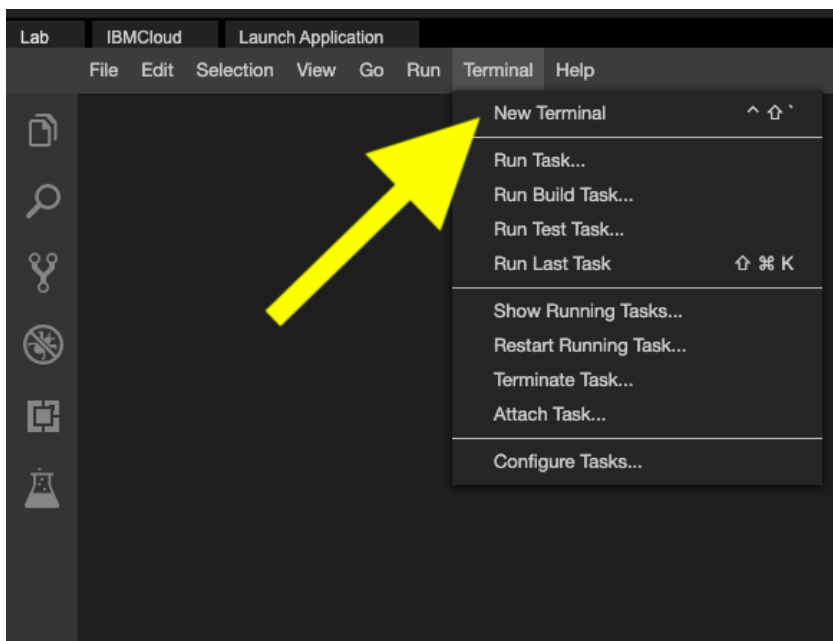 Lab IBMCloud Launch Application
File Edit Selection View Go Run Terminal Help
New Terminal ^ ⇧ `
Run Task...
Run Build Task...
Run Test Task...
Run Last Task ⇧ ⌘ K
Show Running Tasks...
Restart Running Task...
Terminate Task...
Attach Task...
Configure Tasks...